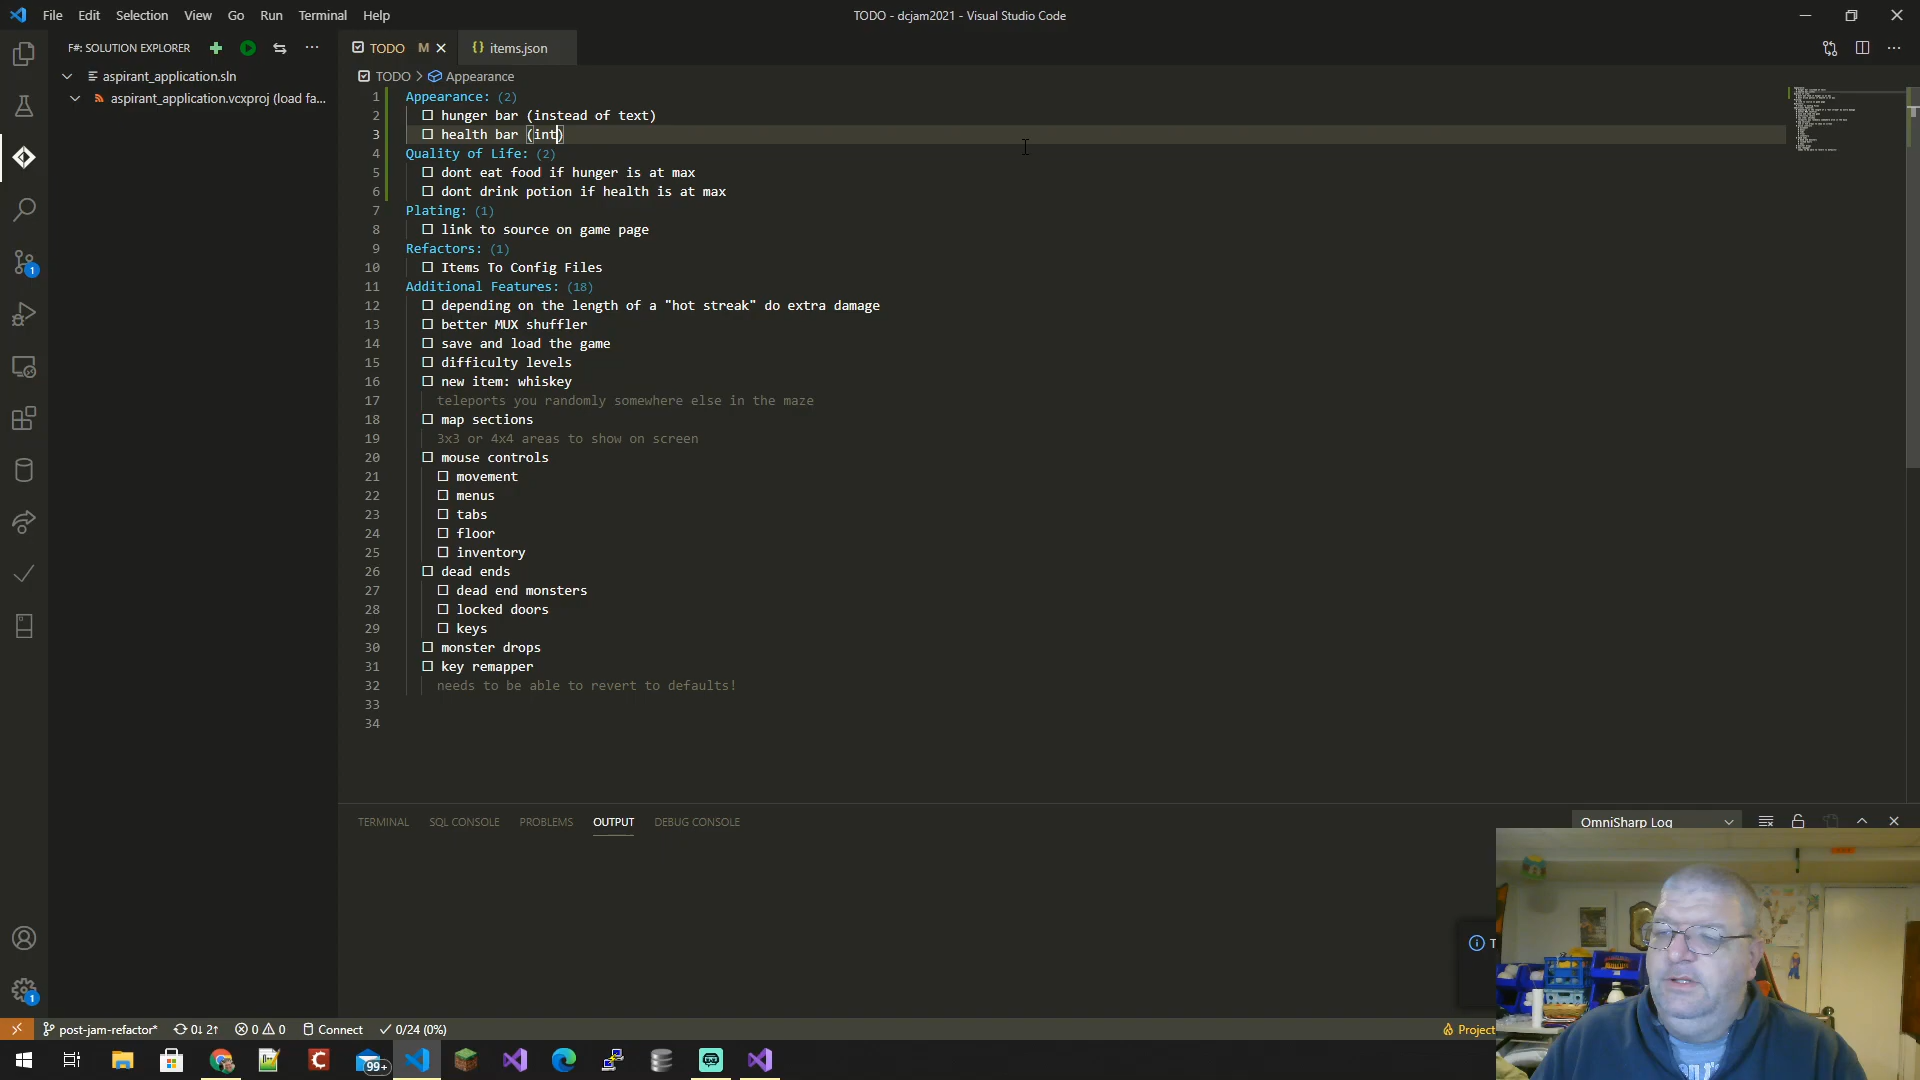 File Edit Selection View Go Run Terminal Help
TODO - dcjam2021 - Visual Studio Code
F#: SOLUTION EXPLORER
aspirant_application.sln
aspirant_application.vcxproj (load fa...
TODO M
{} items.json
TODO > Appearance
1 Appearance: (2)
2 hunger bar (instead of text)
3 health bar (int)
4 Quality of Life: (2)
5 dont eat food if hunger is at max
6 dont drink potion if health is at max
7 Plating: (1)
8 link to source on game page
9 Refactors: (1)
10 Items To Config Files
11 Additional Features: (18)
12 depending on the length of a "hot streak" do extra damage
13 better MUX shuffler
14 save and load the game
15 difficulty levels
16 new item: whiskey
17 teleports you randomly somewhere else in the maze
18 map sections
19 3x3 or 4x4 areas to show on screen
20 mouse controls
21 movement
22 menus
23 tabs
24 floor
25 inventory
26 dead ends
27 dead end monsters
28 locked doors
29 keys
30 monster drops
31 key remapper
32 needs to be able to revert to defaults!
33
34
TERMINAL SQL CONSOLE PROBLEMS OUTPUT DEBUG CONSOLE
OmniSharp Log
T
1
1
post-jam-refactor* 0↓ 2↑ 0 0 Connect 0/24 (0%)
Project
99+